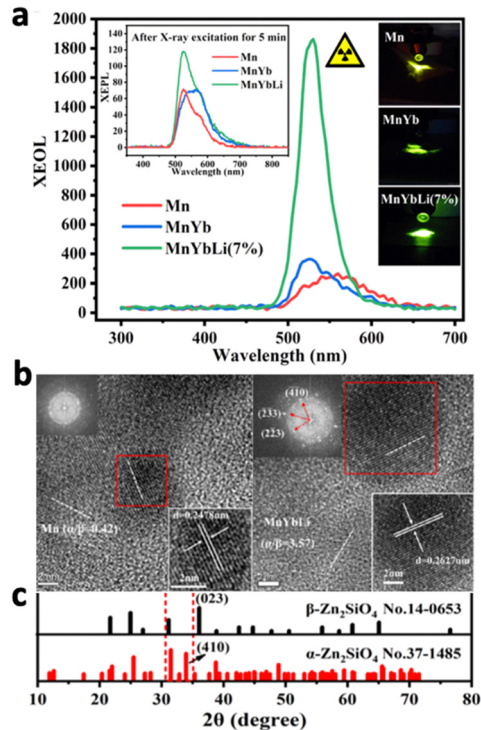 a
After X-ray excitation for 5 min
Mn
MnYb
MnYbLi
XEPL
120
100
80
60
40
20
0
400 500 600 700 800
Wavelength (nm)
XEOL
2000
1800
1600
1400
1200
1000
800
600
400
200
0
Mn
MnYb
MnYbLi(7%)
Mn
MnYb
MnYbLi(7%)
300 400 500 600 700
Wavelength (nm)
b
Mn (α/β=0.42)
d=0.2478nm
2nm
(410)
MnYbLi
(α/β=3.57)
d=0.2627nm
2nm
c
(023)
β-Zn₂SiO₄ No.14-0653
(410)
α-Zn₂SiO₄ No.37-1485
10 20 30 40 50 60 70 80
2θ (degree)